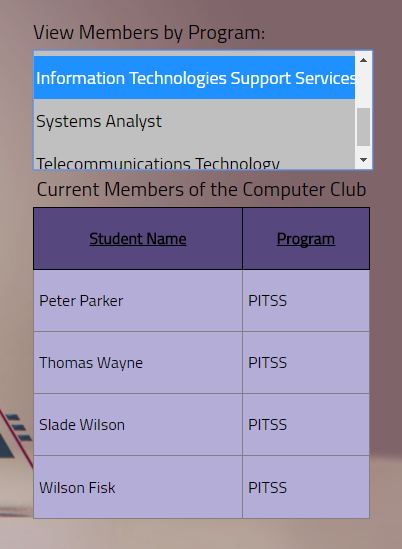 View Members by Program:
Information Technologies Support Services
Systems Analyst
Telecommunications Technology
Current Members of the Computer Club
Student Name Program
Peter Parker PITSS
Thomas Wayne PITSS
Slade Wilson PITSS
Wilson Fisk PITSS